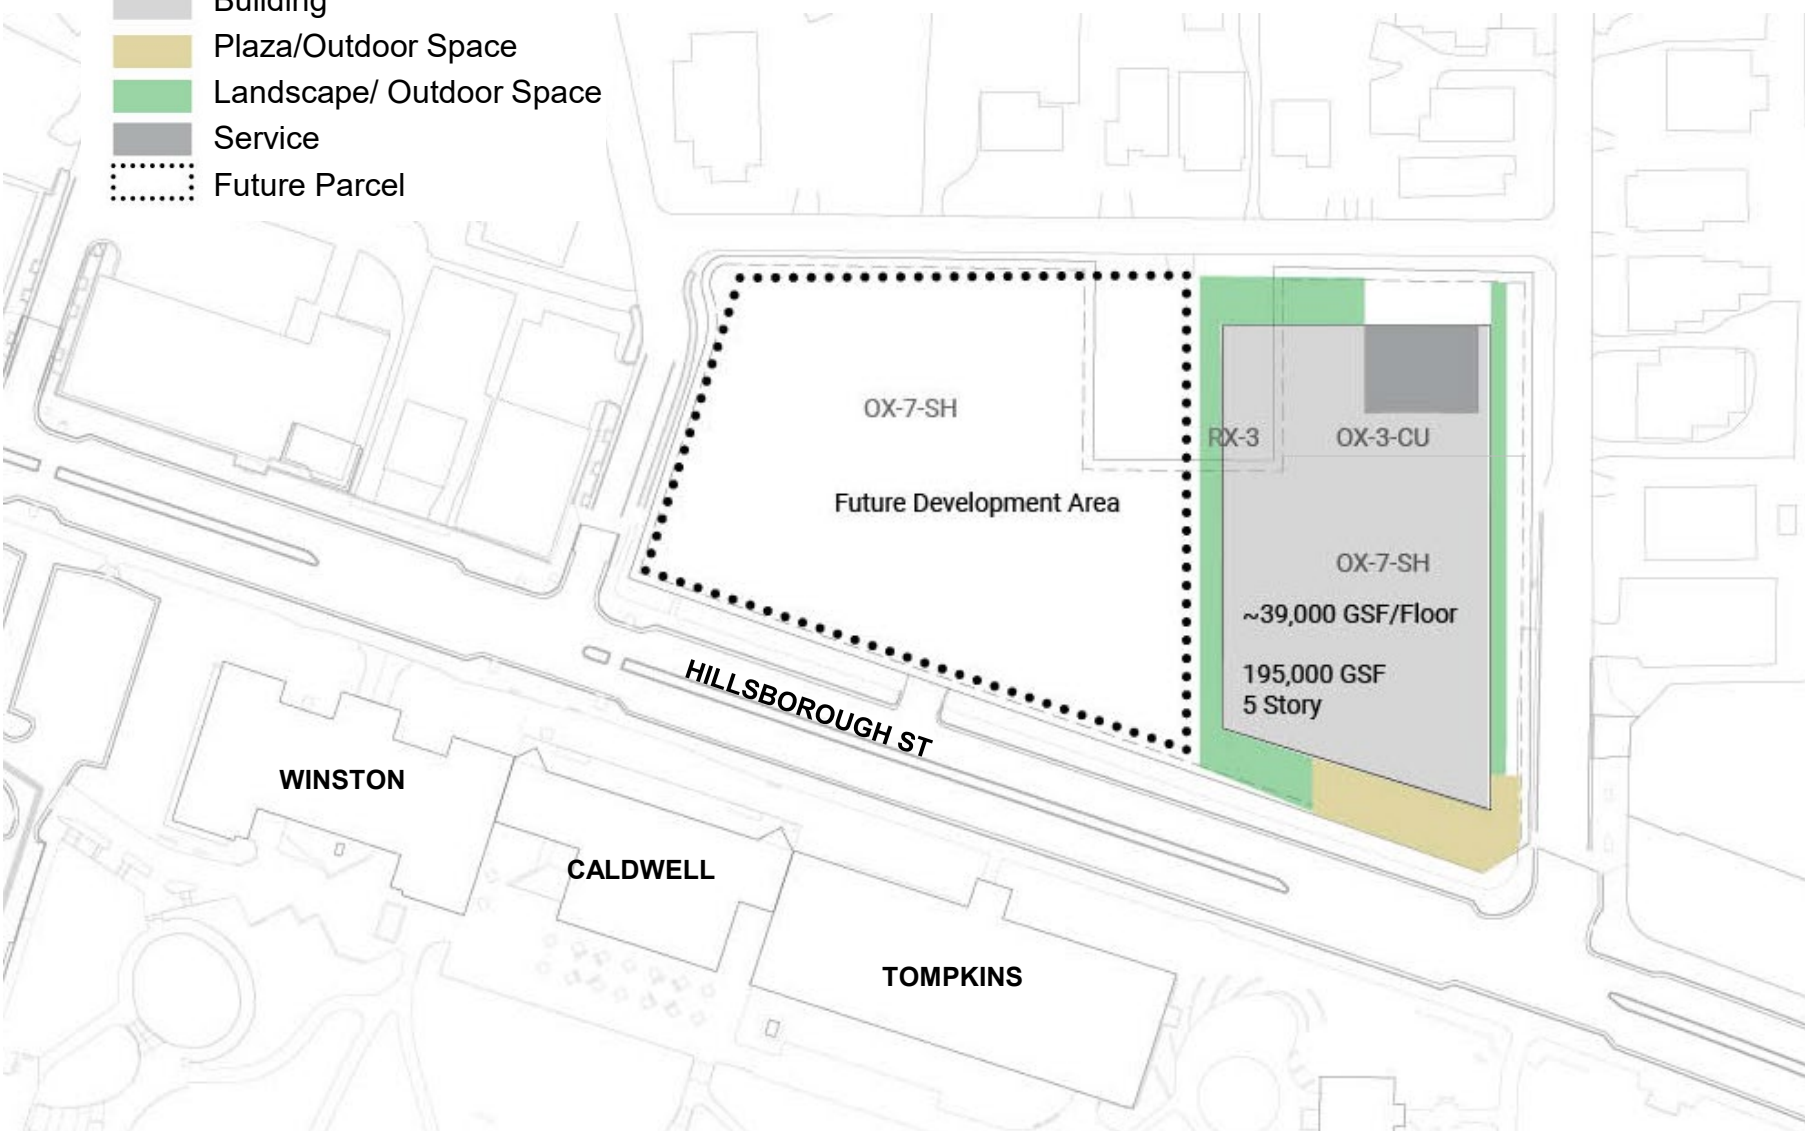 Building
Plaza/Outdoor Space
Landscape/ Outdoor Space
Service
Future Parcel
OX-7-SH
RX-3
OX-3-CU
Future Development Area
OX-7-SH
~39,000 GSF/Floor
195,000 GSF
5 Story
HILLSBOROUGH ST
WINSTON
CALDWELL
TOMPKINS